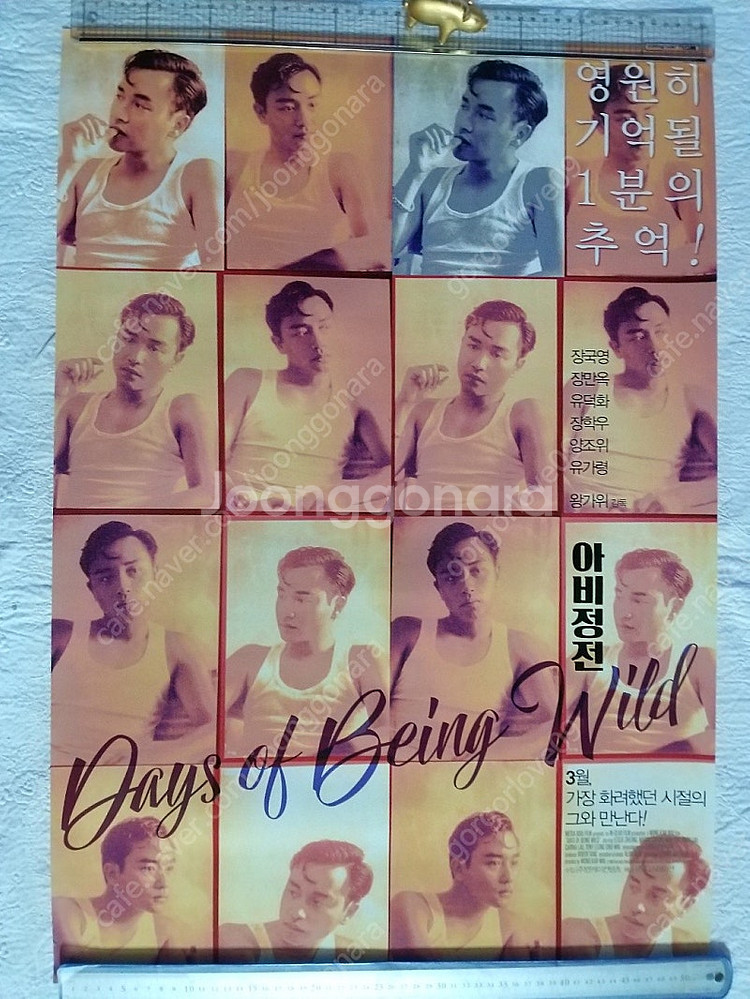 영원히
기억될
1분의
추억!
장국영
장만옥
유덕화
장학우
양조위
유가령
왕가위 감독
아비정전
Days of Being Wild
3월,
가장 화려했던 시절의
그와 만난다!
Joonggonara